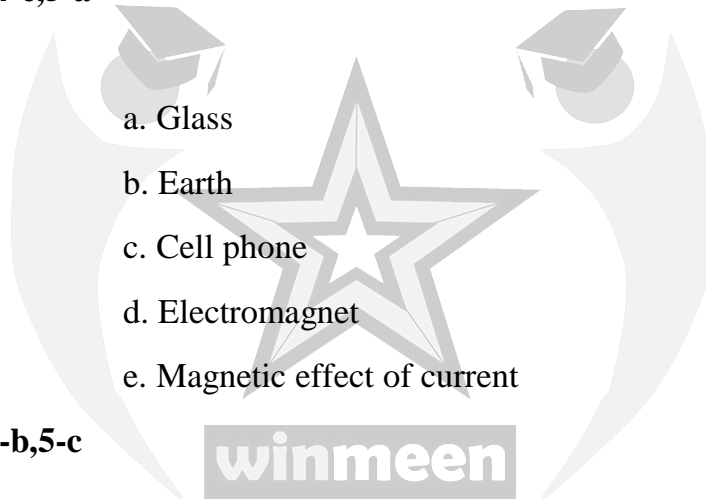 a. Glass
b. Earth
c. Cell phone
d. Electromagnet
e. Magnetic effect of current
-b,5-c
winmeen